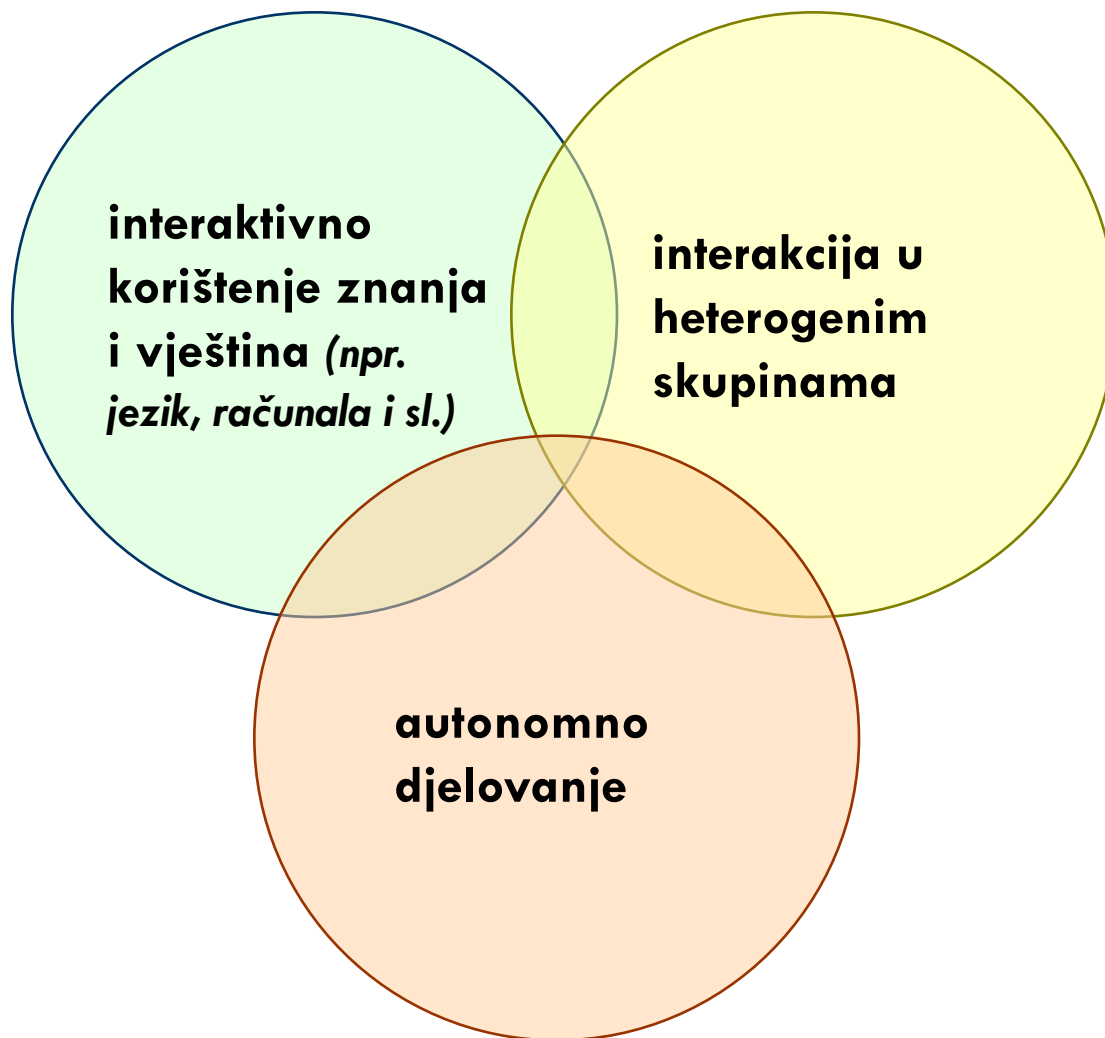 interaktivno
korištenje znanja
i vještina (npr.
jezik, računala i sl.)
interakcija u
heterogenim
skupinama
autonomno
djelovanje